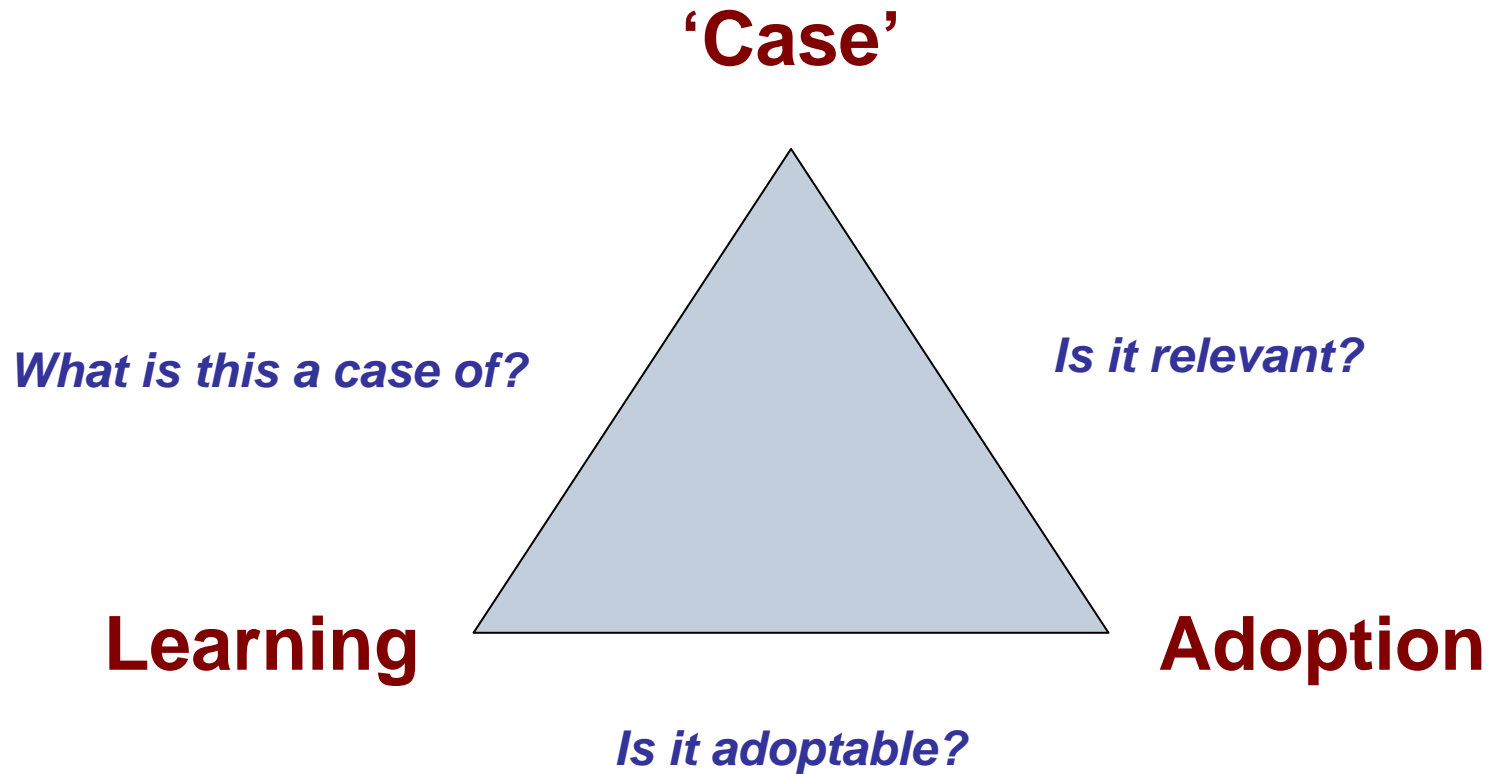 ‘Case’
What is this a case of?
Is it relevant?
Learning
Adoption
Is it adoptable?